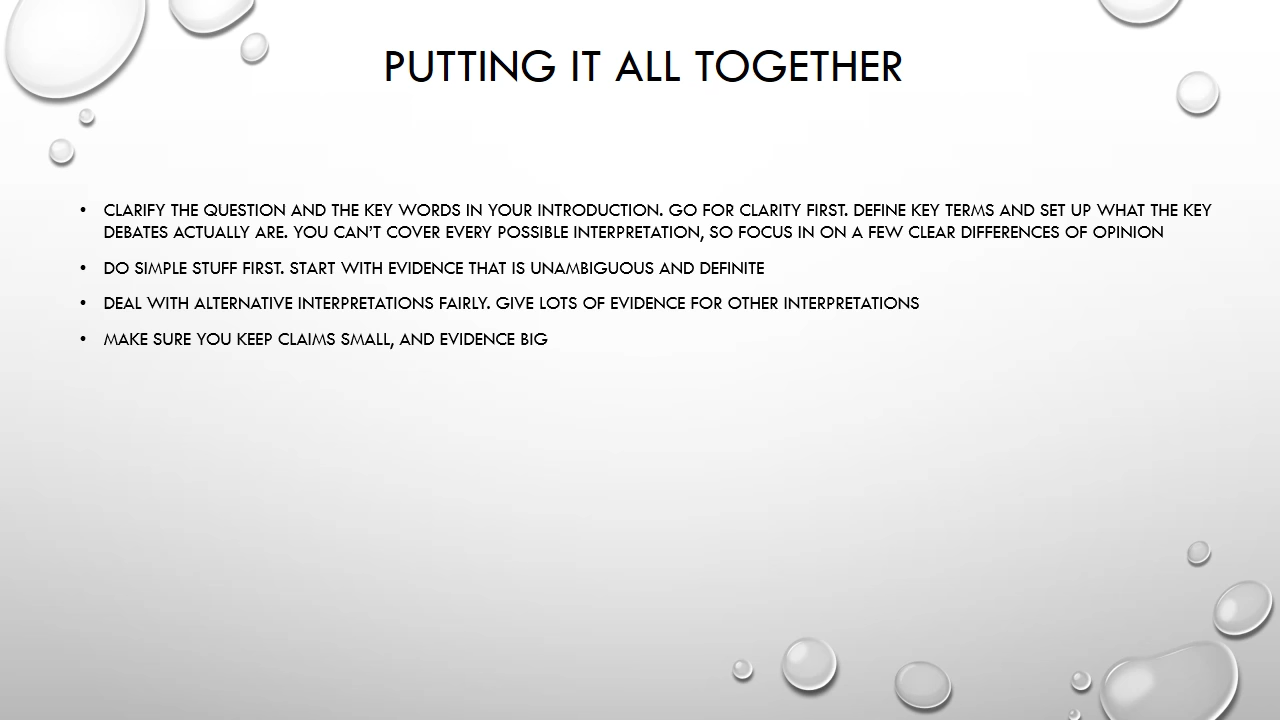 PUTTING IT ALL TOGETHER
• CLARIFY THE QUESTION AND THE KEY WORDS IN YOUR INTRODUCTION. GO FOR CLARITY FIRST. DEFINE KEY TERMS AND SET UP WHAT THE KEY
DEBATES ACTUALLY ARE. YOU CAN’T COVER EVERY POSSIBLE INTERPRETATION, SO FOCUS IN ON A FEW CLEAR DIFFERENCES OF OPINION
• DO SIMPLE STUFF FIRST. START WITH EVIDENCE THAT IS UNAMBIGUOUS AND DEFINITE
• DEAL WITH ALTERNATIVE INTERPRETATIONS FAIRLY. GIVE LOTS OF EVIDENCE FOR OTHER INTERPRETATIONS
• MAKE SURE YOU KEEP CLAIMS SMALL, AND EVIDENCE BIG